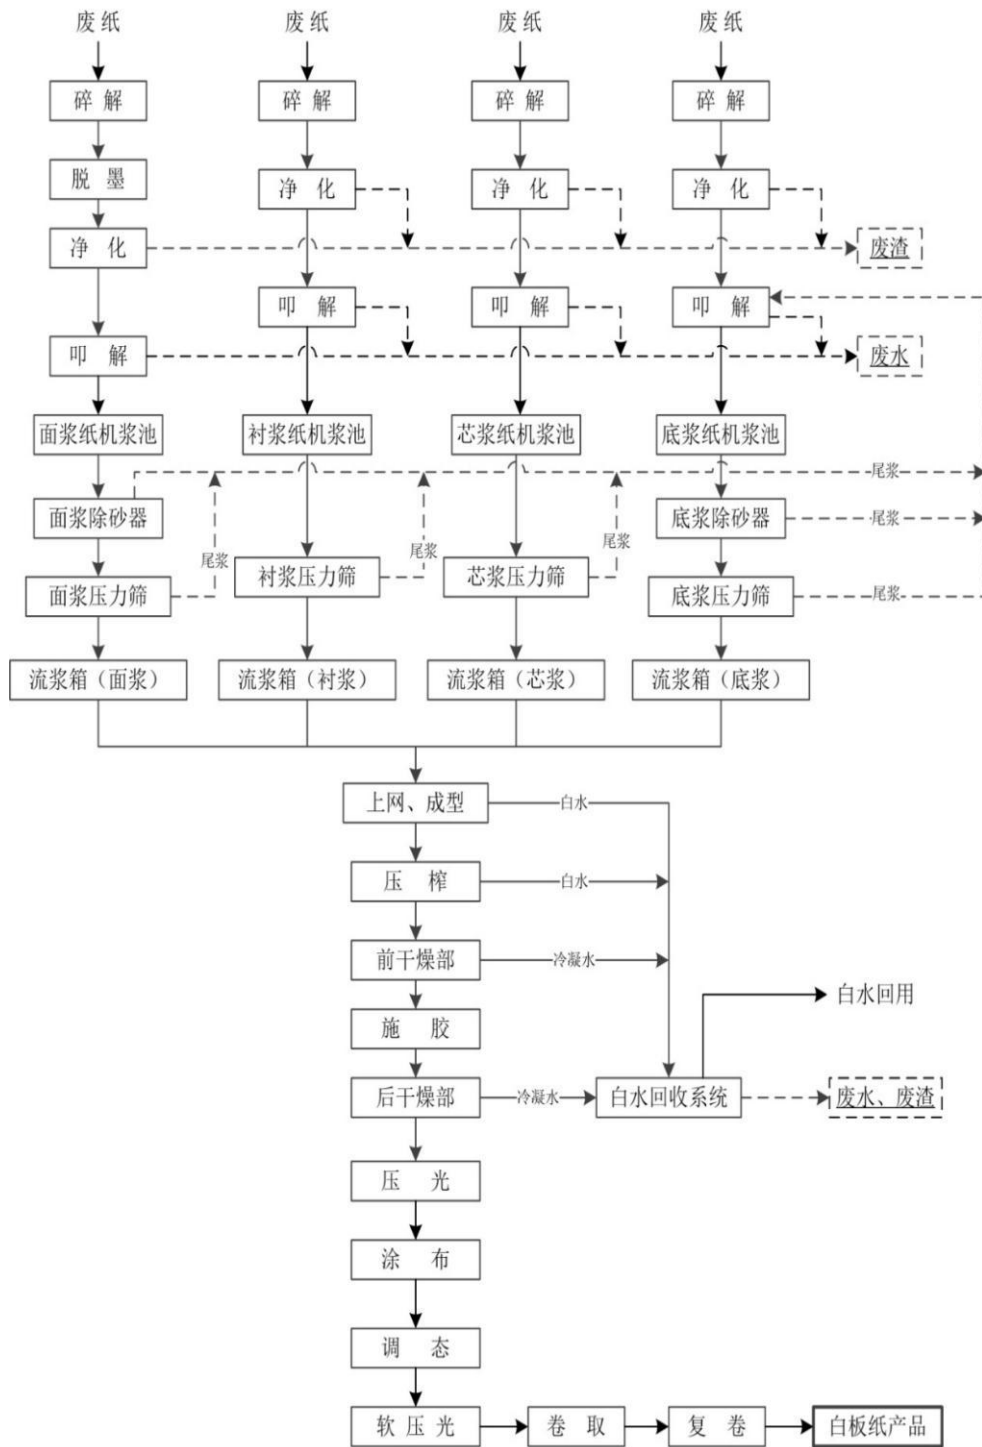 废纸 废纸 废纸 废纸
碎解 碎解 碎解 碎解
脱墨
净化 净化 净化
净化 废渣
叩解 叩解 叩解
叩解 废水
面浆纸机浆池 衬浆纸机浆池 芯浆纸机浆池 底浆纸机浆池
尾浆
面浆除砂器 底浆除砂器 尾浆
尾浆 尾浆 尾浆
衬浆压力筛 芯浆压力筛
面浆压力筛 底浆压力筛 尾浆
流浆箱（面浆） 流浆箱（衬浆） 流浆箱（芯浆） 流浆箱（底浆）
上网、成型 白水
压榨 白水
前干燥部 冷凝水
白水回用
施胶
后干燥部 冷凝水 白水回收系统 废水、废渣
压光
涂布
调态
软压光 卷取 复卷 白板纸产品